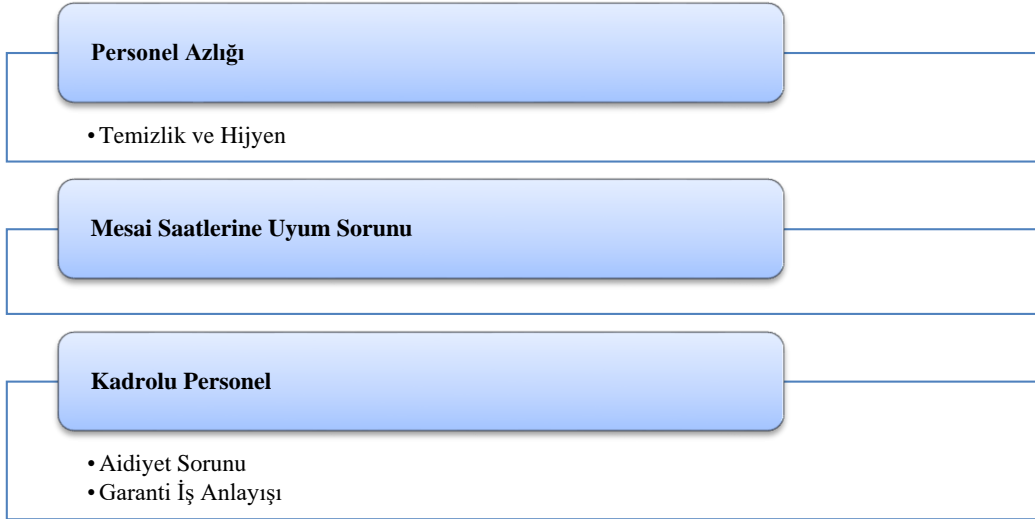 Personel Azlığı
• Temizlik ve Hijyen
Mesai Saatlerine Uyum Sorunu
Kadrolu Personel
• Aidiyet Sorunu
• Garanti İş Anlayışı